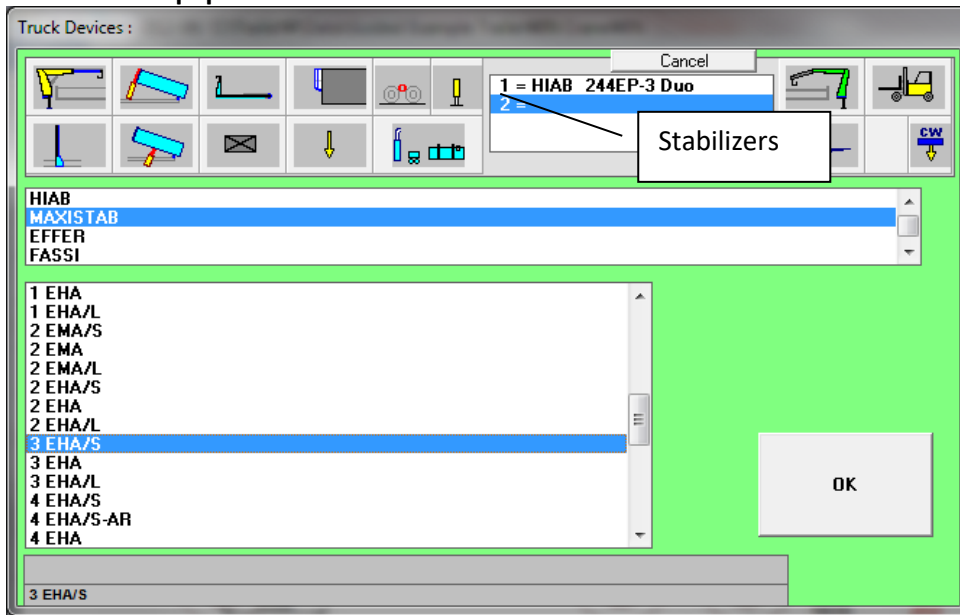 Truck Devices :
Cancel
1 = HIAB 244EP-3 Duo
2 =
Stabilizers
CW
HIAB
MAXISTAB
EFFER
FASSI
1 EHA
1 EHA/L
2 EMA/S
2 EMA
2 EMA/L
2 EHA/S
2 EHA
2 EHA/L
3 EHA/S
3 EHA
3 EHA/L
4 EHA/S
4 EHA/S-AR
4 EHA
OK
3 EHA/S